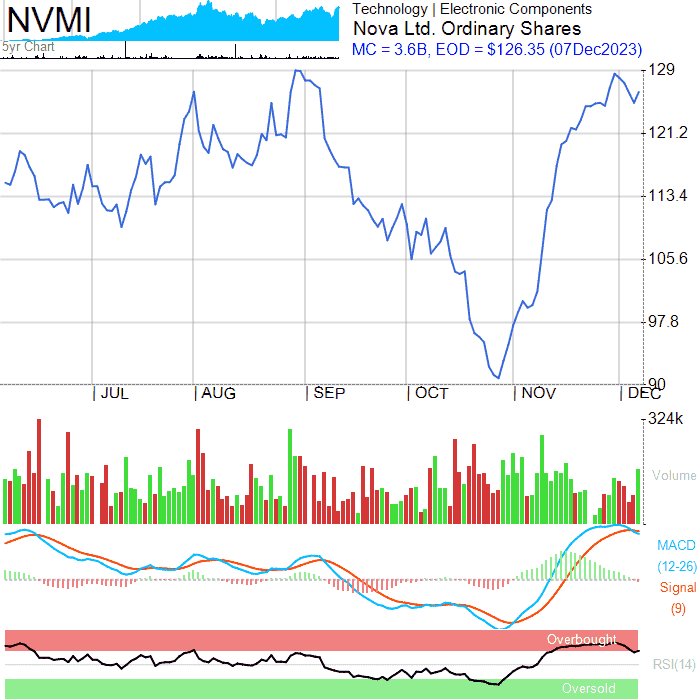 NVMI
5yr Chart
Technology | Electronic Components
Nova Ltd. Ordinary Shares
MC = 3.6B, EOD = $126.35 (07Dec2023)
129
121.2
113.4
105.6
97.8
90
JUL AUG SEP OCT NOV DEC
324k
Volume
MACD
(12-26)
Signal
(9)
Overbought
RSI(14)
Oversold